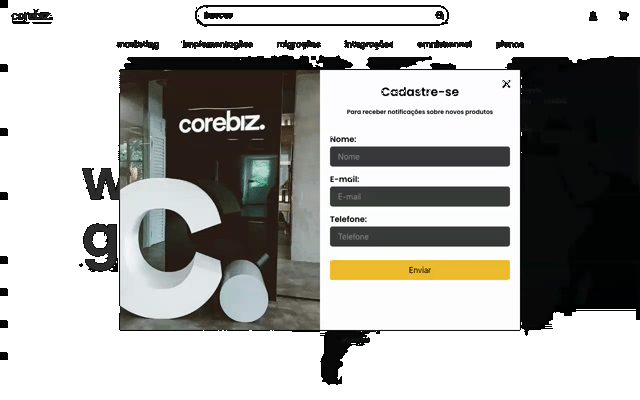 corebiz.
Buscar
marketing implementações migrações integrações omnichannel planos
corebiz.
Cadastre-se
Para receber notificações sobre novos produtos
Nome:
Nome
E-mail:
E-mail
Telefone:
Telefone
Enviar
w
g
C.